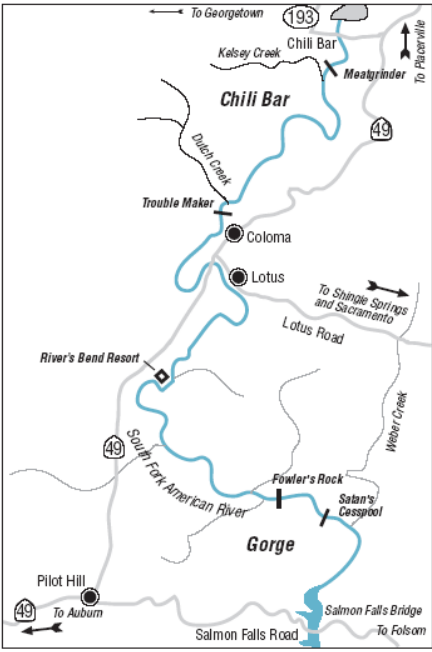 To Georgetown
193
Chili Bar
To Placerville
Kelsey Creek
Meatgrinder
Chili Bar
49
Dutch Creek
Trouble Maker
Coloma
Lotus
To Shingle Springs
and Sacramento
Lotus Road
River's Bend Resort
Weber Creek
49
South Fork American River
Fowler's Rock
Satan's
Cesspool
Gorge
Pilot Hill
49
To Auburn
Salmon Falls Bridge
To Folsom
Salmon Falls Road